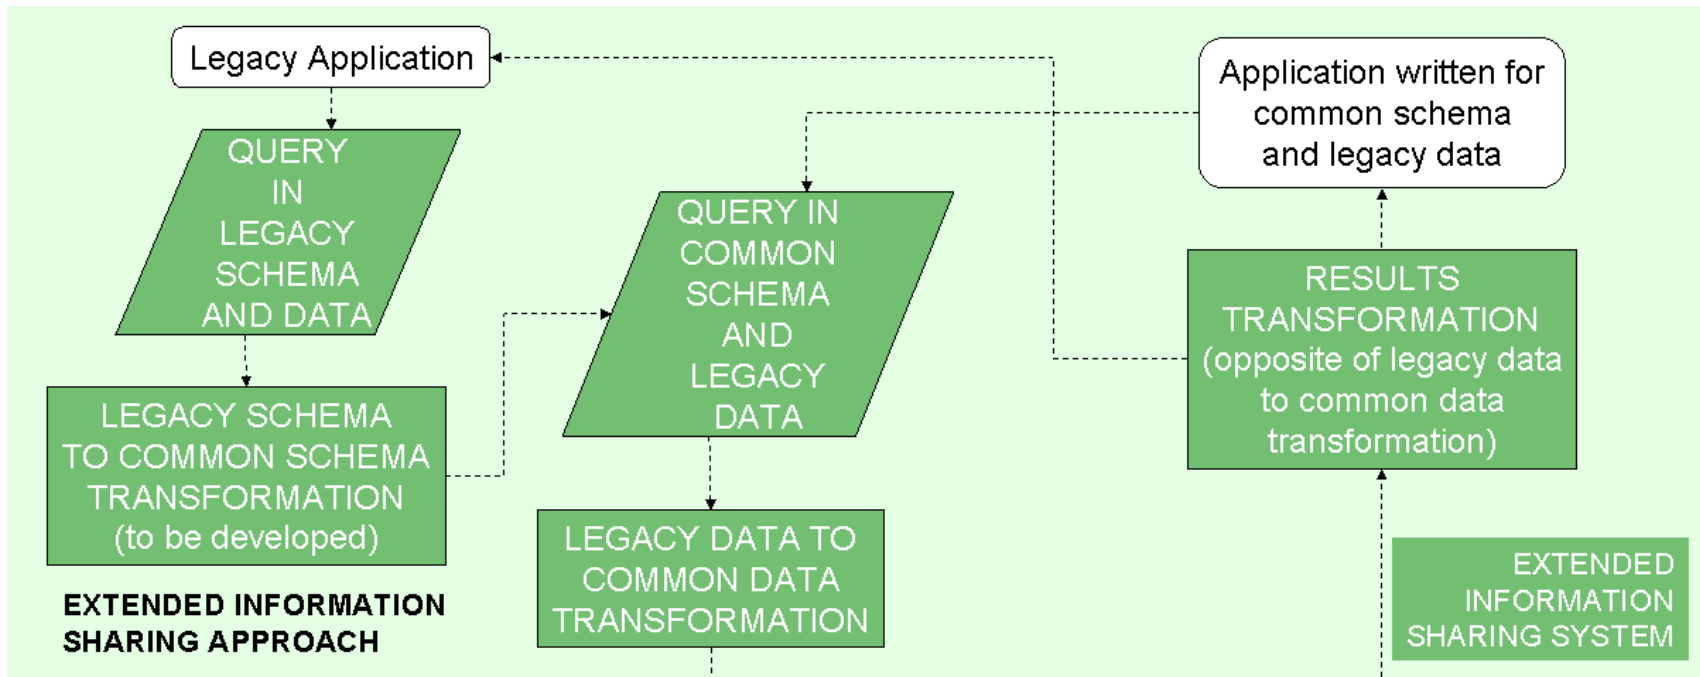 Legacy Application
QUERY
IN
LEGACY
SCHEMA
AND DATA
LEGACY SCHEMA
TO COMMON SCHEMA
TRANSFORMATION
(to be developed)
EXTENDED INFORMATION
SHARING APPROACH
QUERY IN
COMMON
SCHEMA
AND
LEGACY
DATA
LEGACY DATA TO
COMMON DATA
TRANSFORMATION
Application written for
common schema
and legacy data
RESULTS
TRANSFORMATION
(opposite of legacy data
to common data
transformation)
EXTENDED
INFORMATION
SHARING SYSTEM